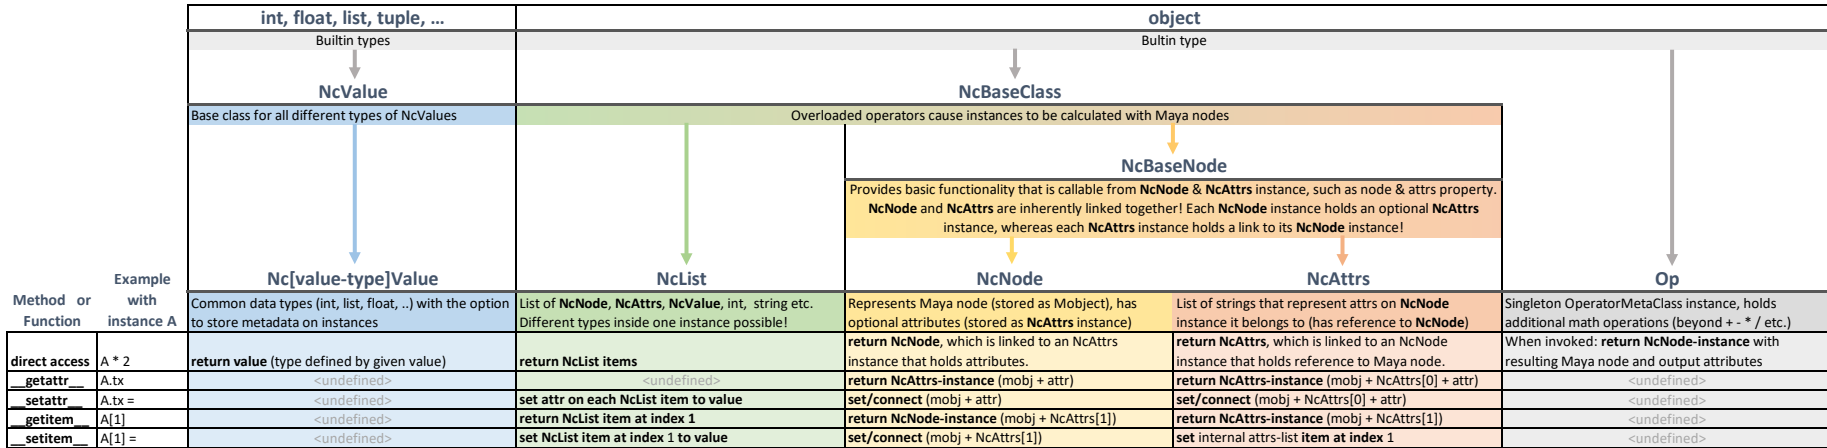 int, float, list, tuple, ...
object
Builtin types
Bultin type
NcValue
NcBaseClass
Base class for all different types of NcValues
Overloaded operators cause instances to be calculated with Maya nodes
NcBaseNode
Provides basic functionality that is callable from NcNode & NcAttrs instance, such as node & attrs property.
NcNode and NcAttrs are inherently linked together! Each NcNode instance holds an optional NcAttrs
instance, whereas each NcAttrs instance holds a link to its NcNode instance!
Method or
Function
Example
with
instance A
Nc[value-type]Value
NcList
NcNode
NcAttrs
Op
Common data types (int, list, float, ..) with the option
to store metadata on instances
List of NcNode, NcAttrs, NcValue, int, string etc.
Different types inside one instance possible!
Represents Maya node (stored as Mobject), has
optional attributes (stored as NcAttrs instance)
List of strings that represent attrs on NcNode
instance it belongs to (has reference to NcNode)
Singleton OperatorMetaClass instance, holds
additional math operations (beyond + - * / etc.)
direct access
A * 2
return value (type defined by given value)
return NcList items
return NcNode, which is linked to an NcAttrs
instance that holds attributes.
return NcAttrs, which is linked to an NcNode
instance that holds reference to Maya node.
When invoked: return NcNode-instance with
resulting Maya node and output attributes
__getattr__
A.tx
<undefined>
<undefined>
return NcAttrs-instance (mobj + attr)
return NcAttrs-instance (mobj + NcAttrs[0] + attr)
<undefined>
__setattr__
A.tx =
<undefined>
set attr on each NcList item to value
set/connect (mobj + attr)
set/connect (mobj + NcAttrs[0] + attr)
<undefined>
__getitem__
A[1]
<undefined>
return NcList item at index 1
return NcNode-instance (mobj + NcAttrs[1])
return NcAttrs-instance (mobj + NcAttrs[1])
<undefined>
__setitem__
A[1] =
<undefined>
set NcList item at index 1 to value
set/connect (mobj + NcAttrs[1])
set internal attrs-list item at index 1
<undefined>